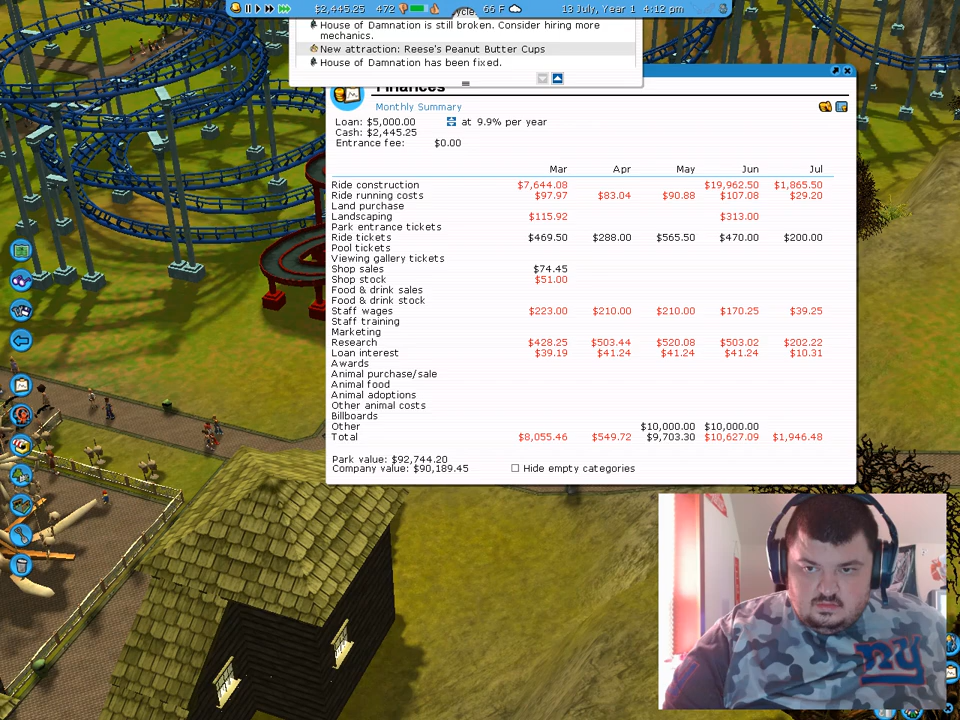 $2,445.25 472 66 F 13 July, Year 1 4:12 pm
House of Damnation is still broken. Consider hiring more
mechanics.
New attraction: Reese's Peanut Butter Cups
House of Damnation has been fixed.
Finances
Monthly Summary
Loan: $5,000.00 at 9.9% per year
Cash: $2,445.25
Entrance fee: $0.00
Mar Apr May Jun Jul
Ride construction $7,644.08 $19,962.50 $1,865.50
Ride running costs $97.97 $83.04 $90.88 $107.08 $29.20
Land purchase
Landscaping $115.92 $313.00
Park entrance tickets
Ride tickets $469.50 $288.00 $565.50 $470.00 $200.00
Pool tickets
Viewing gallery tickets
Shop sales $74.45
Shop stock $51.00
Food & drink sales
Food & drink stock
Staff wages $223.00 $210.00 $210.00 $170.25 $39.25
Staff training
Marketing
Research $428.25 $503.44 $520.08 $503.02 $202.22
Loan interest $39.19 $41.24 $41.24 $41.24 $10.31
Awards
Animal purchase/sale
Animal food
Animal adoptions
Other animal costs
Billboards
Other $10,000.00 $10,000.00
Total $8,055.46 $549.72 $9,703.30 $10,627.09 $1,946.48
Park value: $92,744.20
Company value: $90,189.45 Hide empty categories
ny